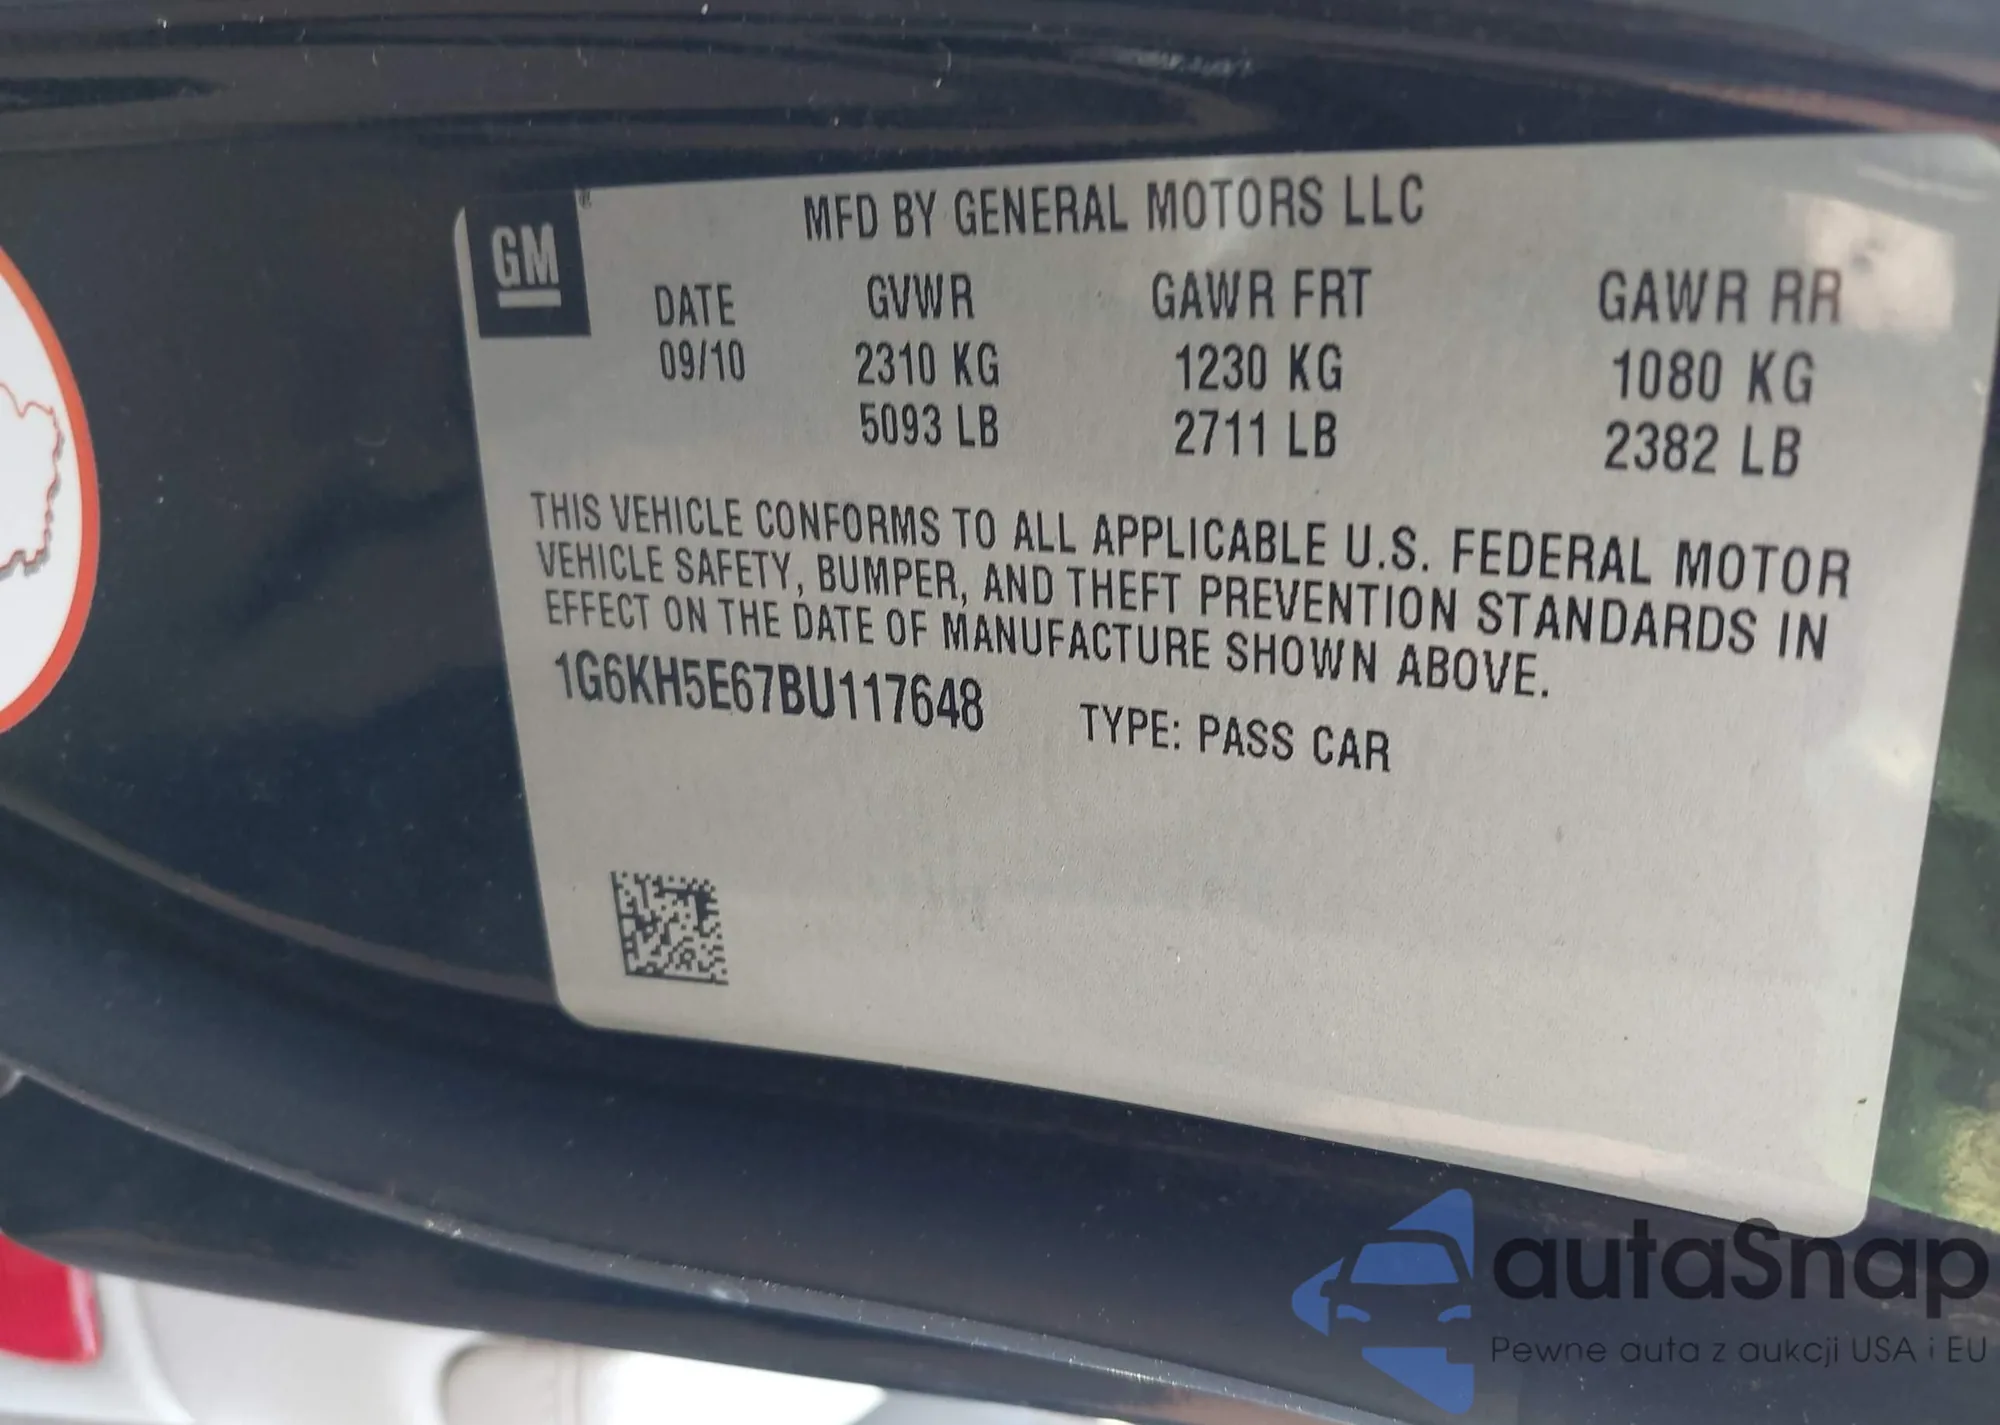 GM
MFD BY GENERAL MOTORS LLC
DATE GVWR GAWR FRT GAWR RR
09/10 2310 KG 1230 KG 1080 KG
5093 LB 2711 LB 2382 LB
THIS VEHICLE CONFORMS TO ALL APPLICABLE U.S. FEDERAL MOTOR
VEHICLE SAFETY, BUMPER, AND THEFT PREVENTION STANDARDS IN
EFFECT ON THE DATE OF MANUFACTURE SHOWN ABOVE.
1G6KH5E67BU117648 TYPE: PASS CAR
autaSnap
Pewne auta z aukcji USA i EU